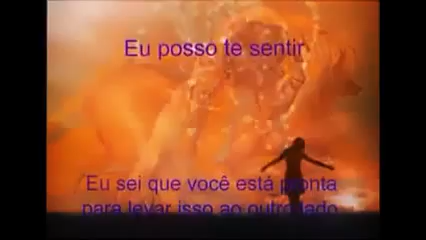 Eu posso te sentir
Eu sei que você está pronta
para levar isso ao outro lado